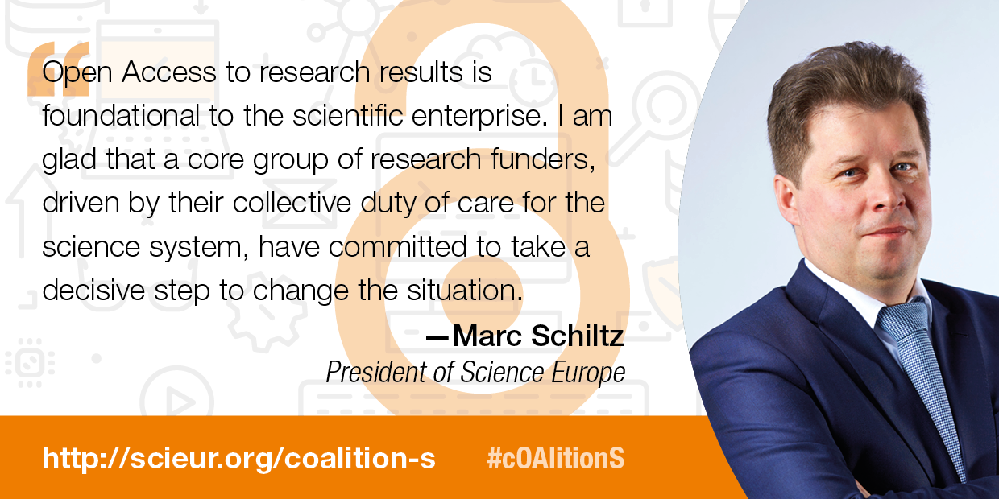 “
Open Access to research results is
foundational to the scientific enterprise. I am
glad that a core group of research funders,
driven by their collective duty of care for the
science system, have committed to take a
decisive step to change the situation.
—Marc Schiltz
President of Science Europe
http://scieur.org/coalition-s #cOAlitionS